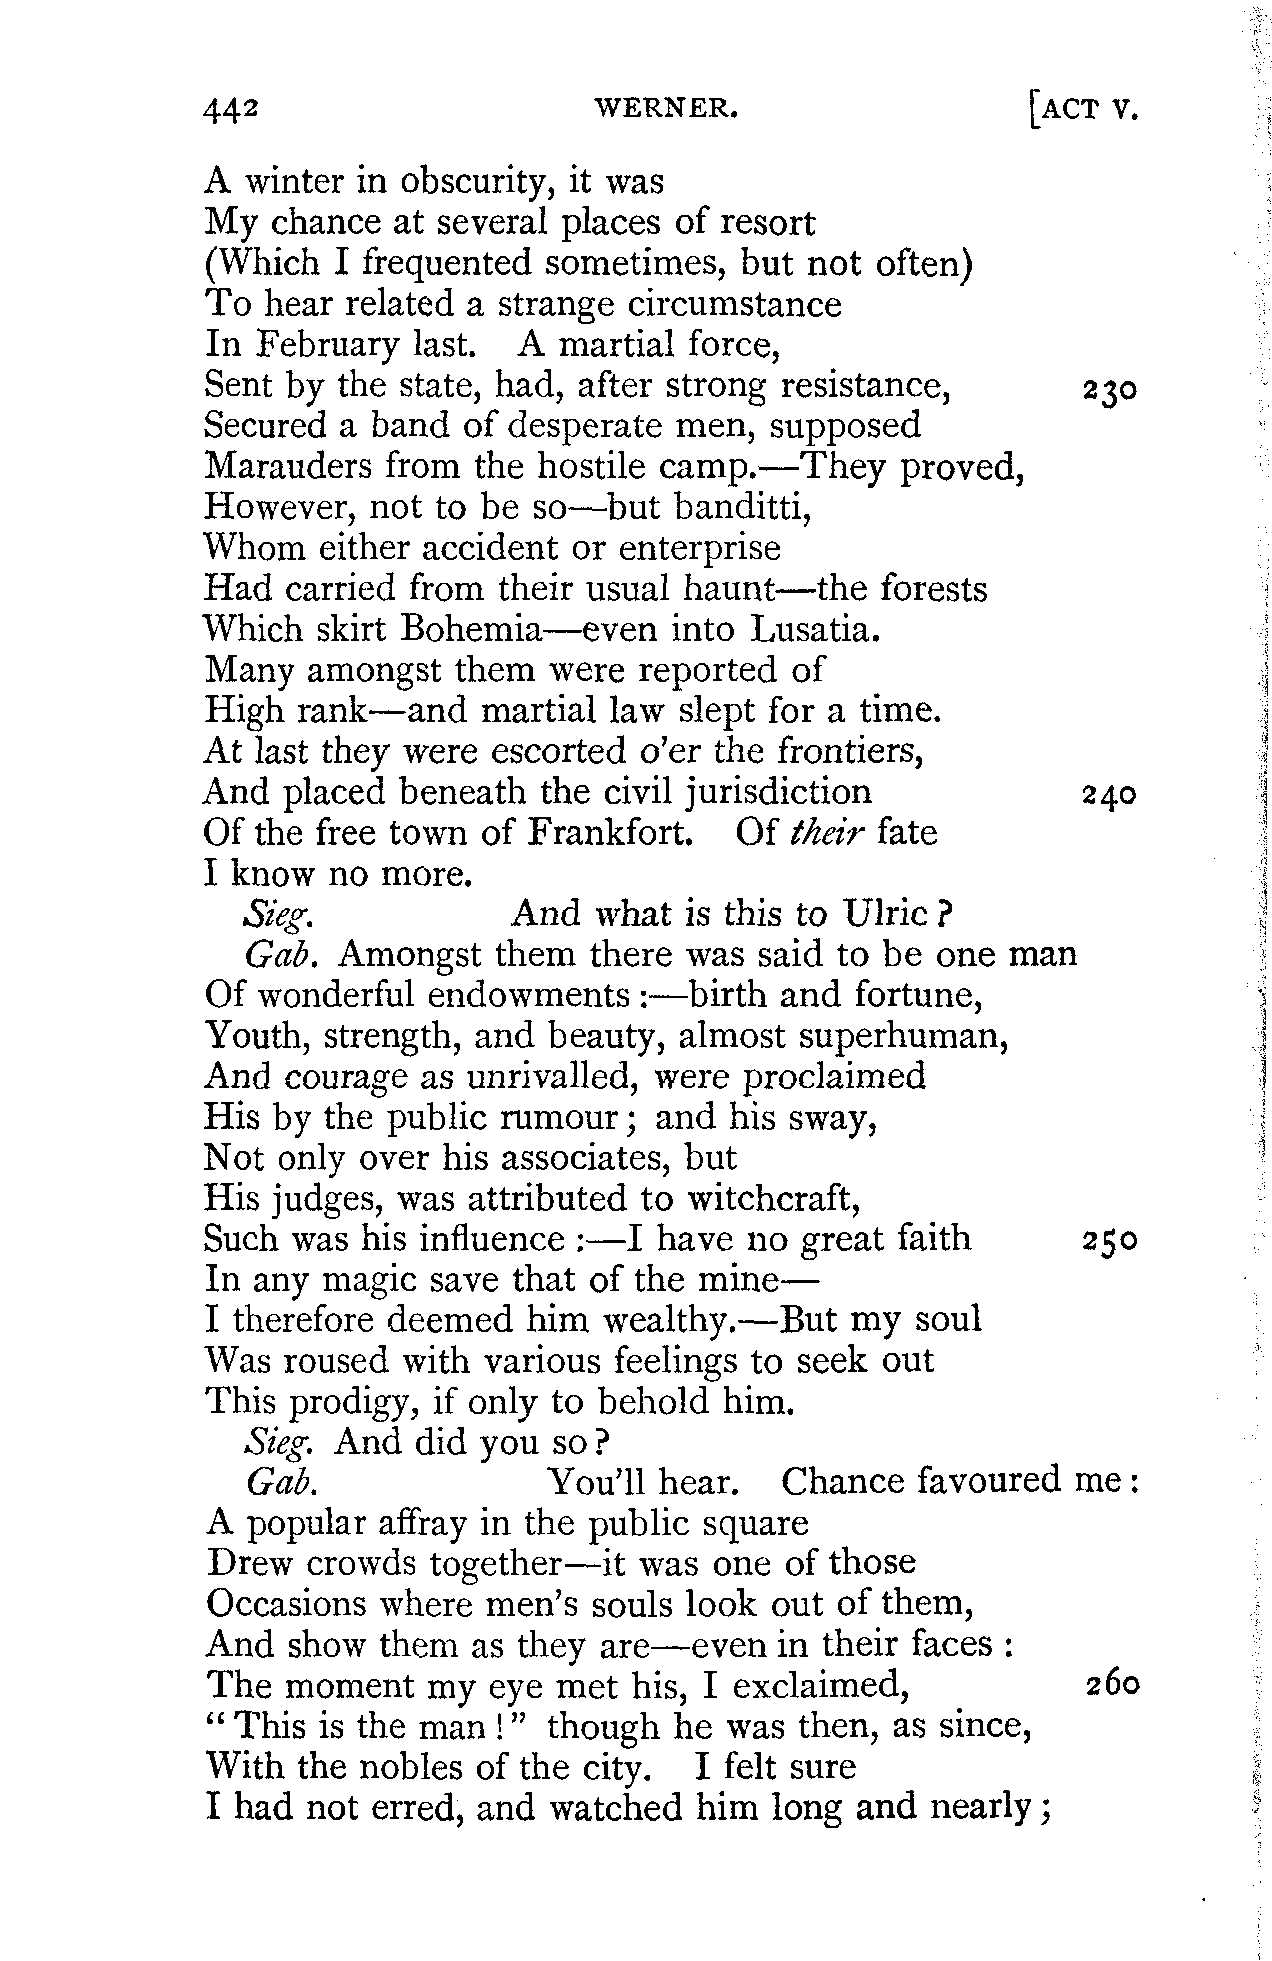 442 WERNER. [ACT V.
A winter in obscurity, it was
My chance at several places of resort
(Which I frequented sometimes, but not often)
To hear related a strange circumstance
In February last. A martial force,
Sent by the state, had, after strong resistance, 230
Secured a band of desperate men, supposed
Marauders from the hostile camp.—They proved,
However, not to be so—but banditti,
Whom either accident or enterprise
Had carried from their usual haunt—the forests
Which skirt Bohemia—even into Lusatia.
Many amongst them were reported of
High rank—and martial law slept for a time.
At last they were escorted o'er the frontiers,
And placed beneath the civil jurisdiction 240
Of the free town of Frankfort. Of their fate
I know no more.
Sieg. And what is this to Ulric?
Gab. Amongst them there was said to be one man
Of wonderful endowments:—birth and fortune,
Youth, strength, and beauty, almost superhuman,
And courage as unrivalled, were proclaimed
His by the public rumour; and his sway,
Not only over his associates, but
His judges, was attributed to witchcraft,
Such was his influence:—I have no great faith 250
In any magic save that of the mine—
I therefore deemed him wealthy.—But my soul
Was roused with various feelings to seek out
This prodigy, if only to behold him.
Sieg. And did you so?
Gab. You'll hear. Chance favoured me:
A popular affray in the public square
Drew crowds together—it was one of those
Occasions where men's souls look out of them,
And show them as they are—even in their faces:
The moment my eye met his, I exclaimed, 260
"This is the man!" though he was then, as since,
With the nobles of the city. I felt sure
I had not erred, and watched him long and nearly;